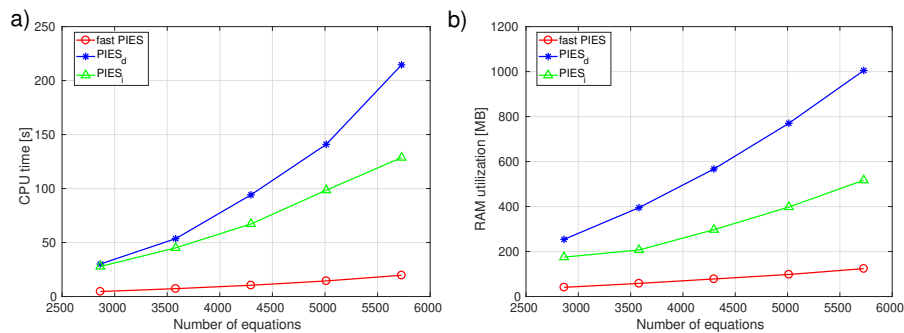 a)
250
200
150
100
50
0
CPU time [s]
fast PIES
PIES_d
PIES_i
2500 3000 3500 4000 4500 5000 5500 6000
Number of equations
b)
1200
1000
800
600
400
200
0
RAM utilization [MB]
fast PIES
PIES_d
PIES_i
2500 3000 3500 4000 4500 5000 5500 6000
Number of equations